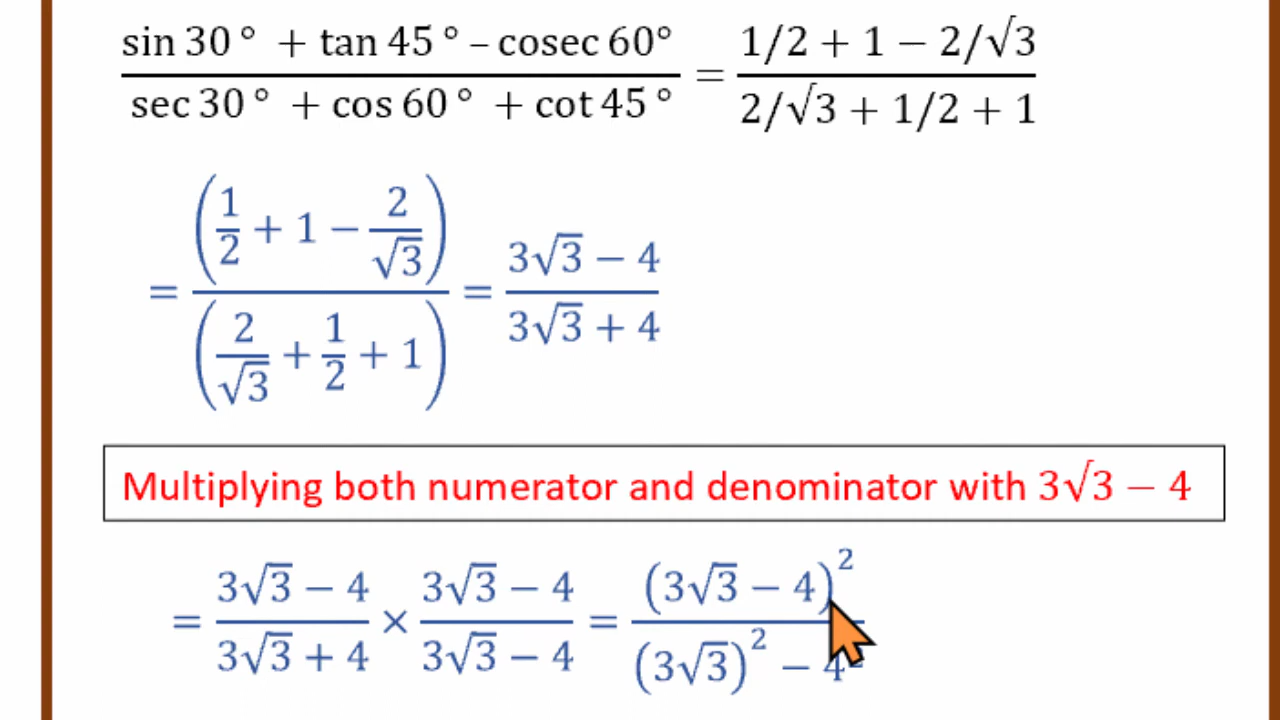 (sin 30° + tan 45° – cosec 60°)/(sec 30° + cos 60° + cot 45°) = (1/2 + 1 − 2/√3)/(2/√3 + 1/2 + 1)
= (1/2 + 1 − 2/√3)/(2/√3 + 1/2 + 1) = (3√3 − 4)/(3√3 + 4)
Multiplying both numerator and denominator with 3√3 − 4
= (3√3 − 4)/(3√3 + 4) × (3√3 − 4)/(3√3 − 4) = (3√3 − 4)²/((3√3)² − 4²)